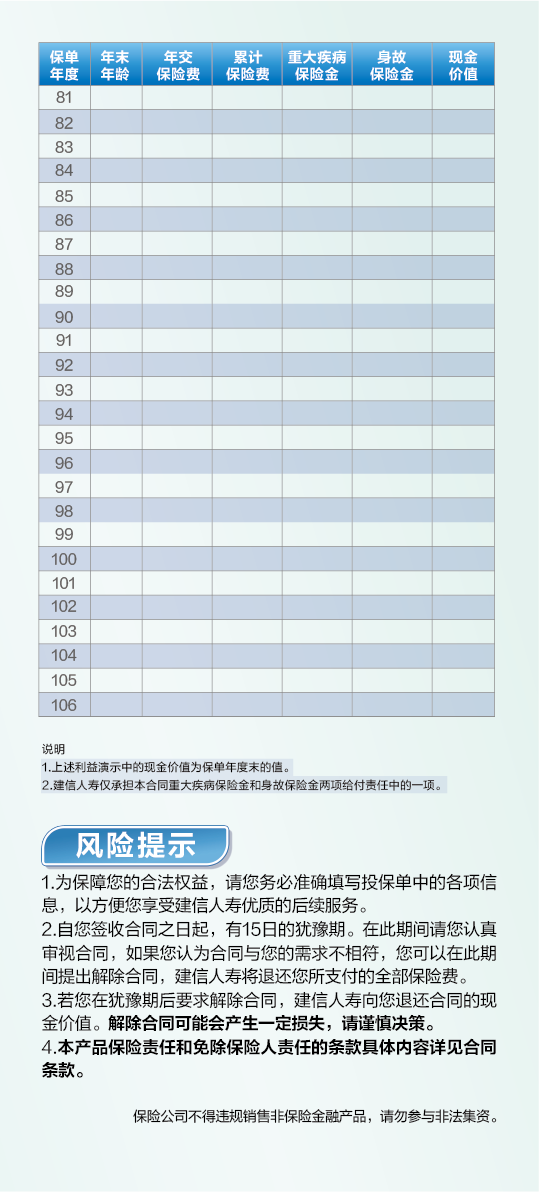 保单年度 年末年龄 年交保险费 累计保险费 重大疾病保险金 身故保险金 现金价值
81
82
83
84
85
86
87
88
89
90
91
92
93
94
95
96
97
98
99
100
101
102
103
104
105
106
说明
1.上述利益演示中的现金价值为保单年度末的值。
2.建信人寿仅承担本合同重大疾病保险金和身故保险金两项给付责任中的一项。
风险提示
1.为保障您的合法权益，请您务必准确填写投保单中的各项信
息，以方便您享受建信人寿优质的后续服务。
2.自您签收合同之日起，有15日的犹豫期。在此期间请您认真
审视合同，如果您认为合同与您的需求不相符，您可以在此期
间提出解除合同，建信人寿将退还您所支付的全部保险费。
3.若您在犹豫期后要求解除合同，建信人寿向您退还合同的现
金价值。解除合同可能会产生一定损失，请谨慎决策。
4.本产品保险责任和免除保险人责任的条款具体内容详见合同
条款。
保险公司不得违规销售非保险金融产品，请勿参与非法集资。